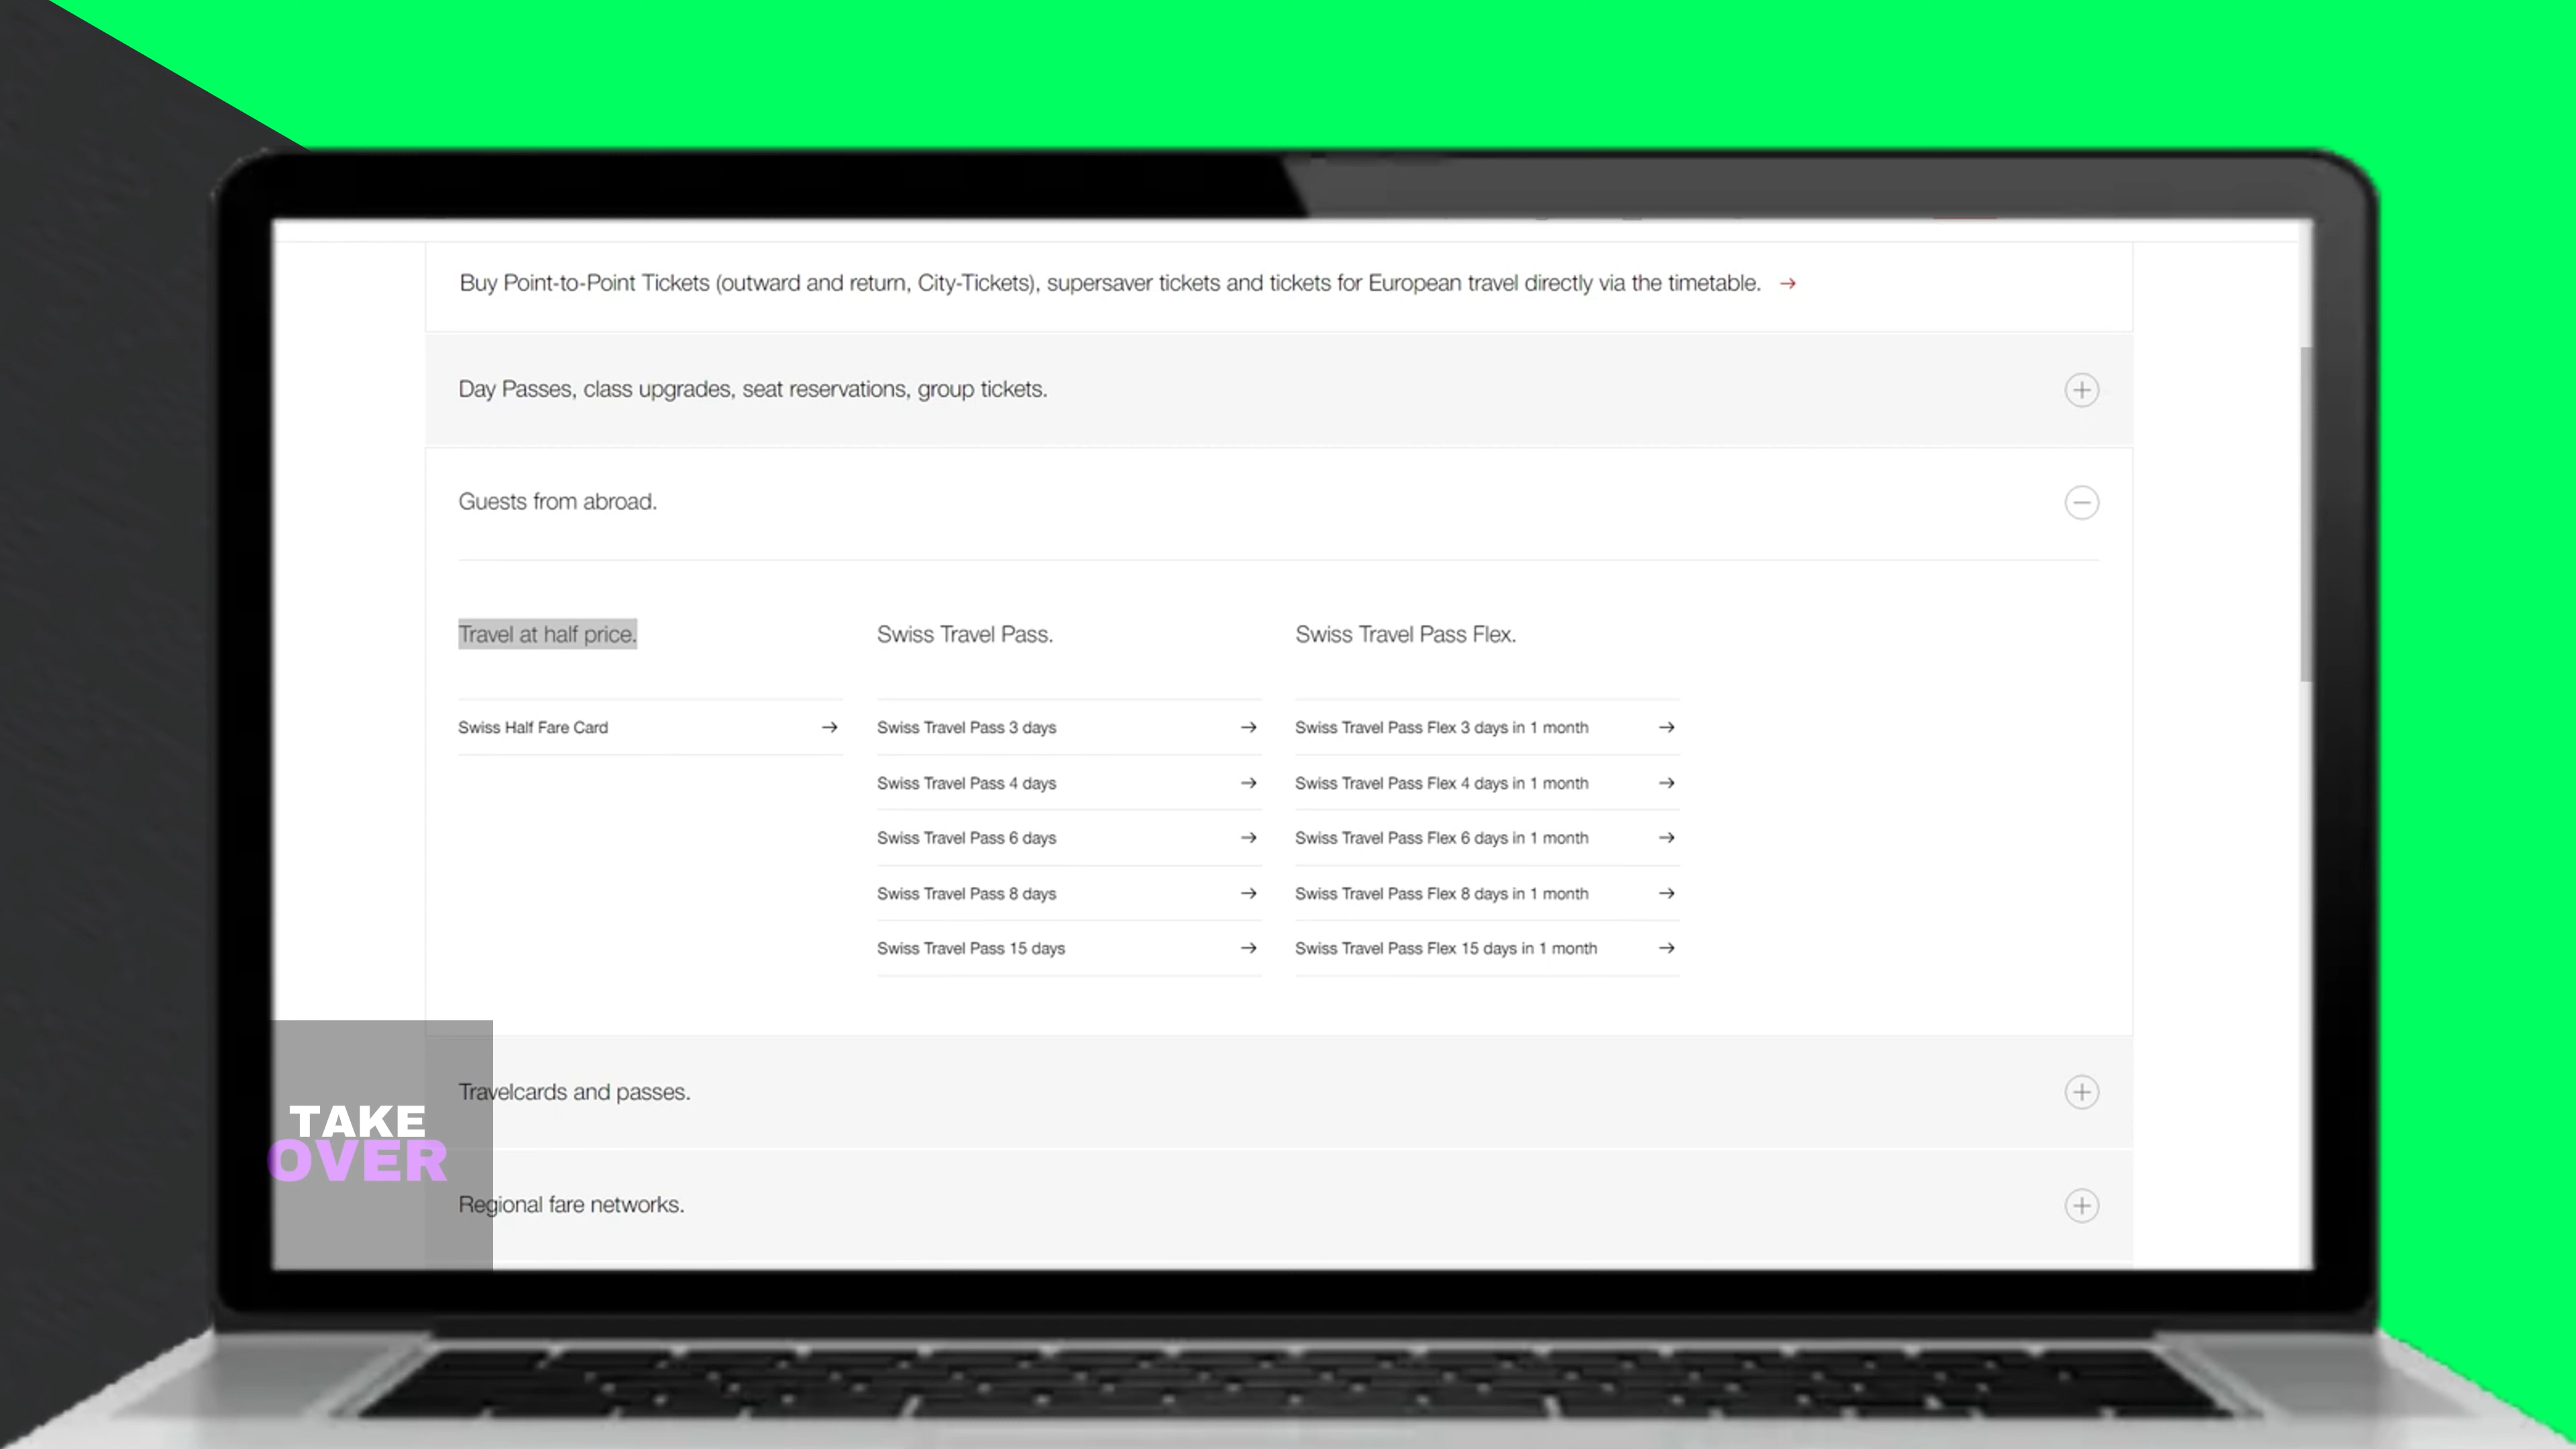 Buy Point-to-Point Tickets (outward and return, City-Tickets), supersaver tickets and tickets for European travel directly via the timetable. →
Day Passes, class upgrades, seat reservations, group tickets.
Guests from abroad.
Travel at half price.
Swiss Half Fare Card →
Swiss Travel Pass.
Swiss Travel Pass 3 days →
Swiss Travel Pass 4 days →
Swiss Travel Pass 6 days →
Swiss Travel Pass 8 days →
Swiss Travel Pass 15 days →
Swiss Travel Pass Flex.
Swiss Travel Pass Flex 3 days in 1 month →
Swiss Travel Pass Flex 4 days in 1 month →
Swiss Travel Pass Flex 6 days in 1 month →
Swiss Travel Pass Flex 8 days in 1 month →
Swiss Travel Pass Flex 15 days in 1 month →
Travelcards and passes.
Regional fare networks.
TAKE
OVER